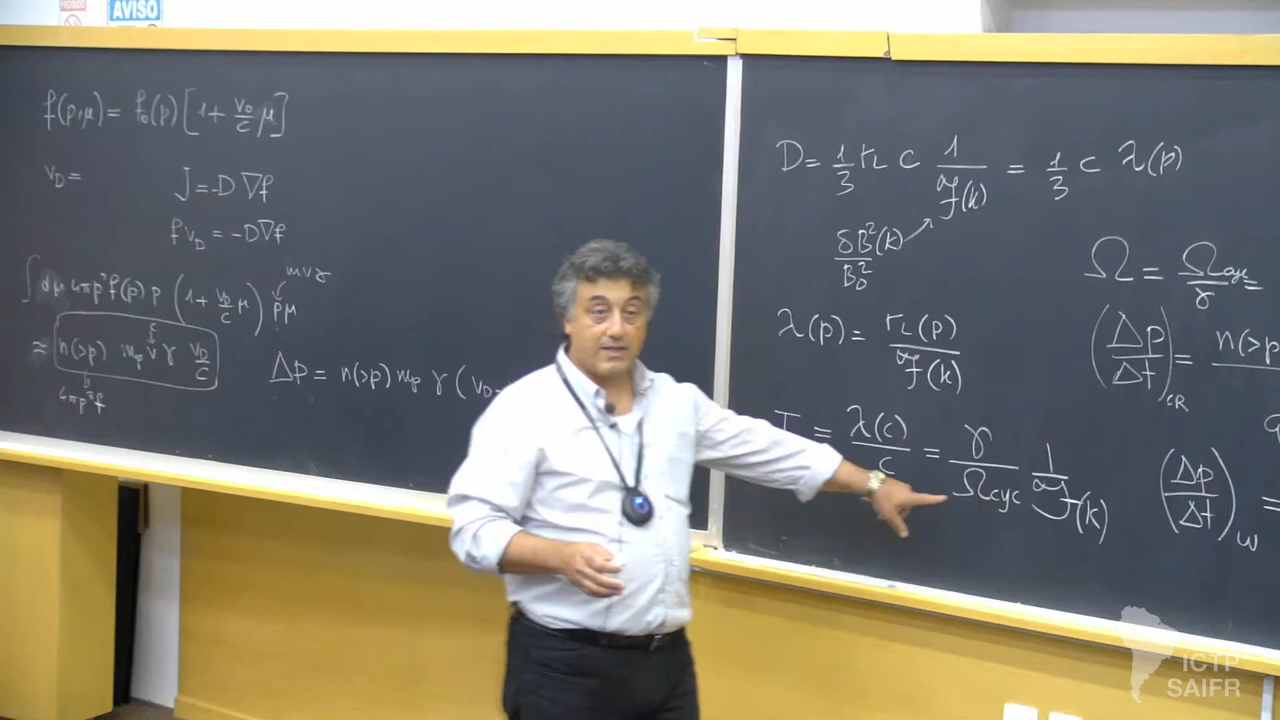 AVISO
f(p,μ) = f₀(p) [1 + v_D/c μ]
v_D =
J = -D ∇f
f v_D = -D∇f
∫ dμ 4πp² f(p) p (1 + v_D/c μ) pμ
m v γ
≈ n(>p) m_p v γ v_D/c
4πp³f
Δp = n(>p) m_p γ (v_D -
D = 1/3 r_L c 1/ℱ(k) = 1/3 c λ(p)
δB²(k)/B₀²
λ(p) = r_L(p)/ℱ(k)
= λ(c)/c = γ/Ω_cyc 1/ℱ(k)
Ω = Ω_cyc/γ =
(Δp/Δt)_CR = n(>p
(Δp/Δt)_w =
ICTP
SAIFR